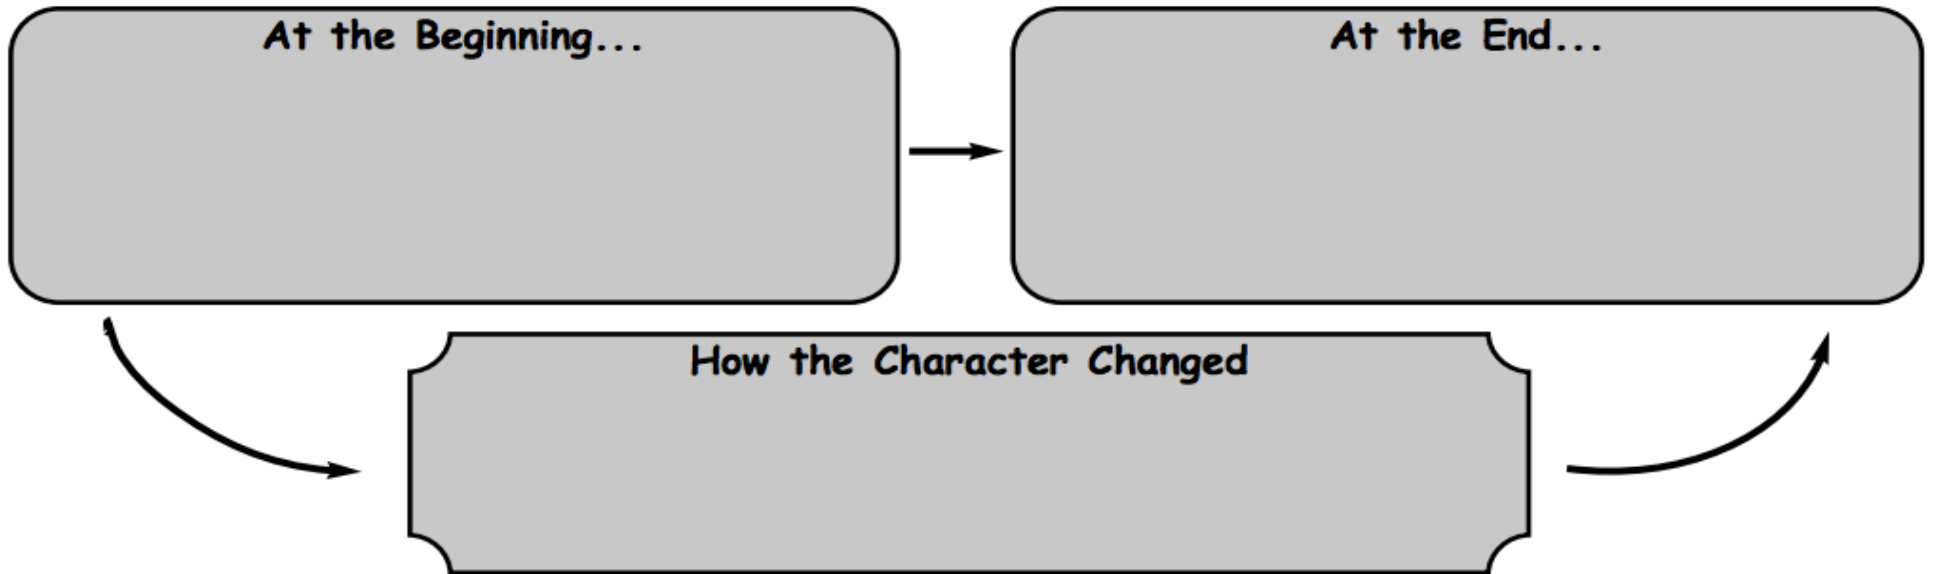 At the Beginning...
At the End...
How the Character Changed